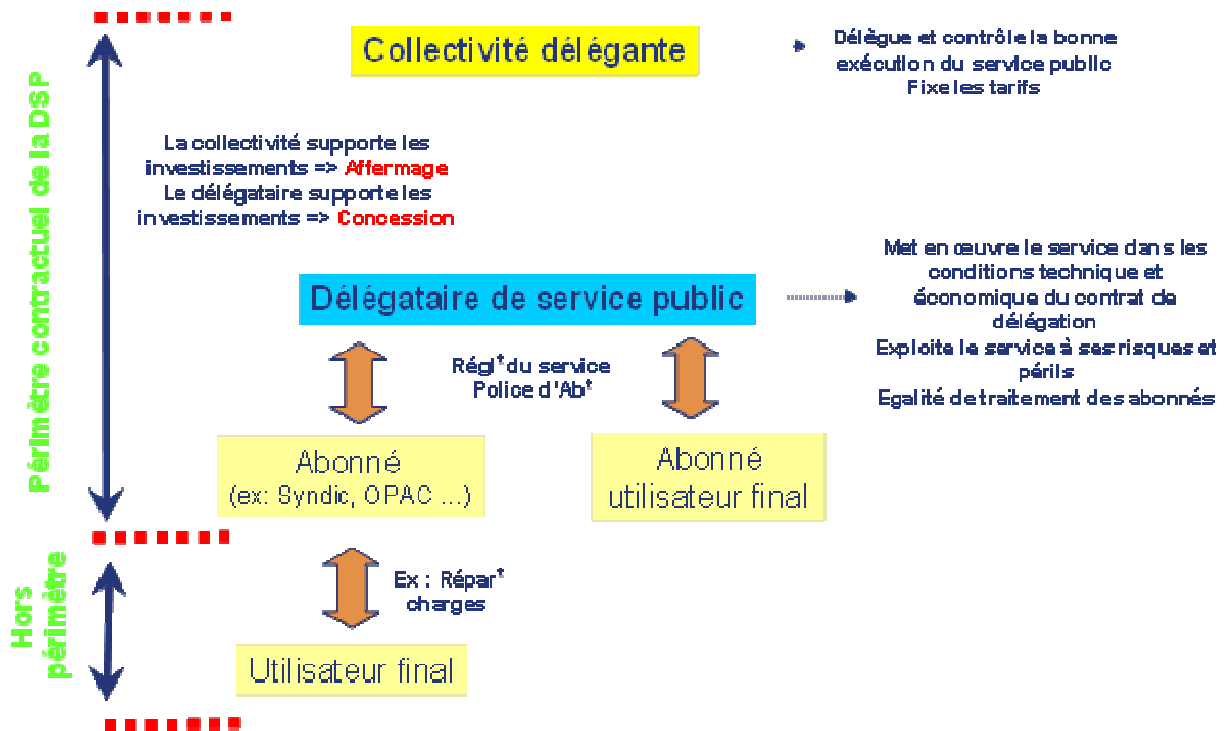 Collectivité délégante
Délègue et contrôle la bonne
exécution du service public
Fixe les tarifs
Périmètre contractuel de la DSP
La collectivité supporte les
investissements => Affermage
Le délégataire supporte les
investissements => Concession
Délégataire de service public
Met en œuvre le service dans les
conditions technique et
économique du contrat de
délégation
Exploite le service à ses risques et
périls
Egalité de traitement des abonnés
Régl† du service
Police d'Ab†
Abonné
(ex: Syndic, OPAC ...)
Abonné
utilisateur final
Hors
périmètre
Ex : Répar†
charges
Utilisateur final